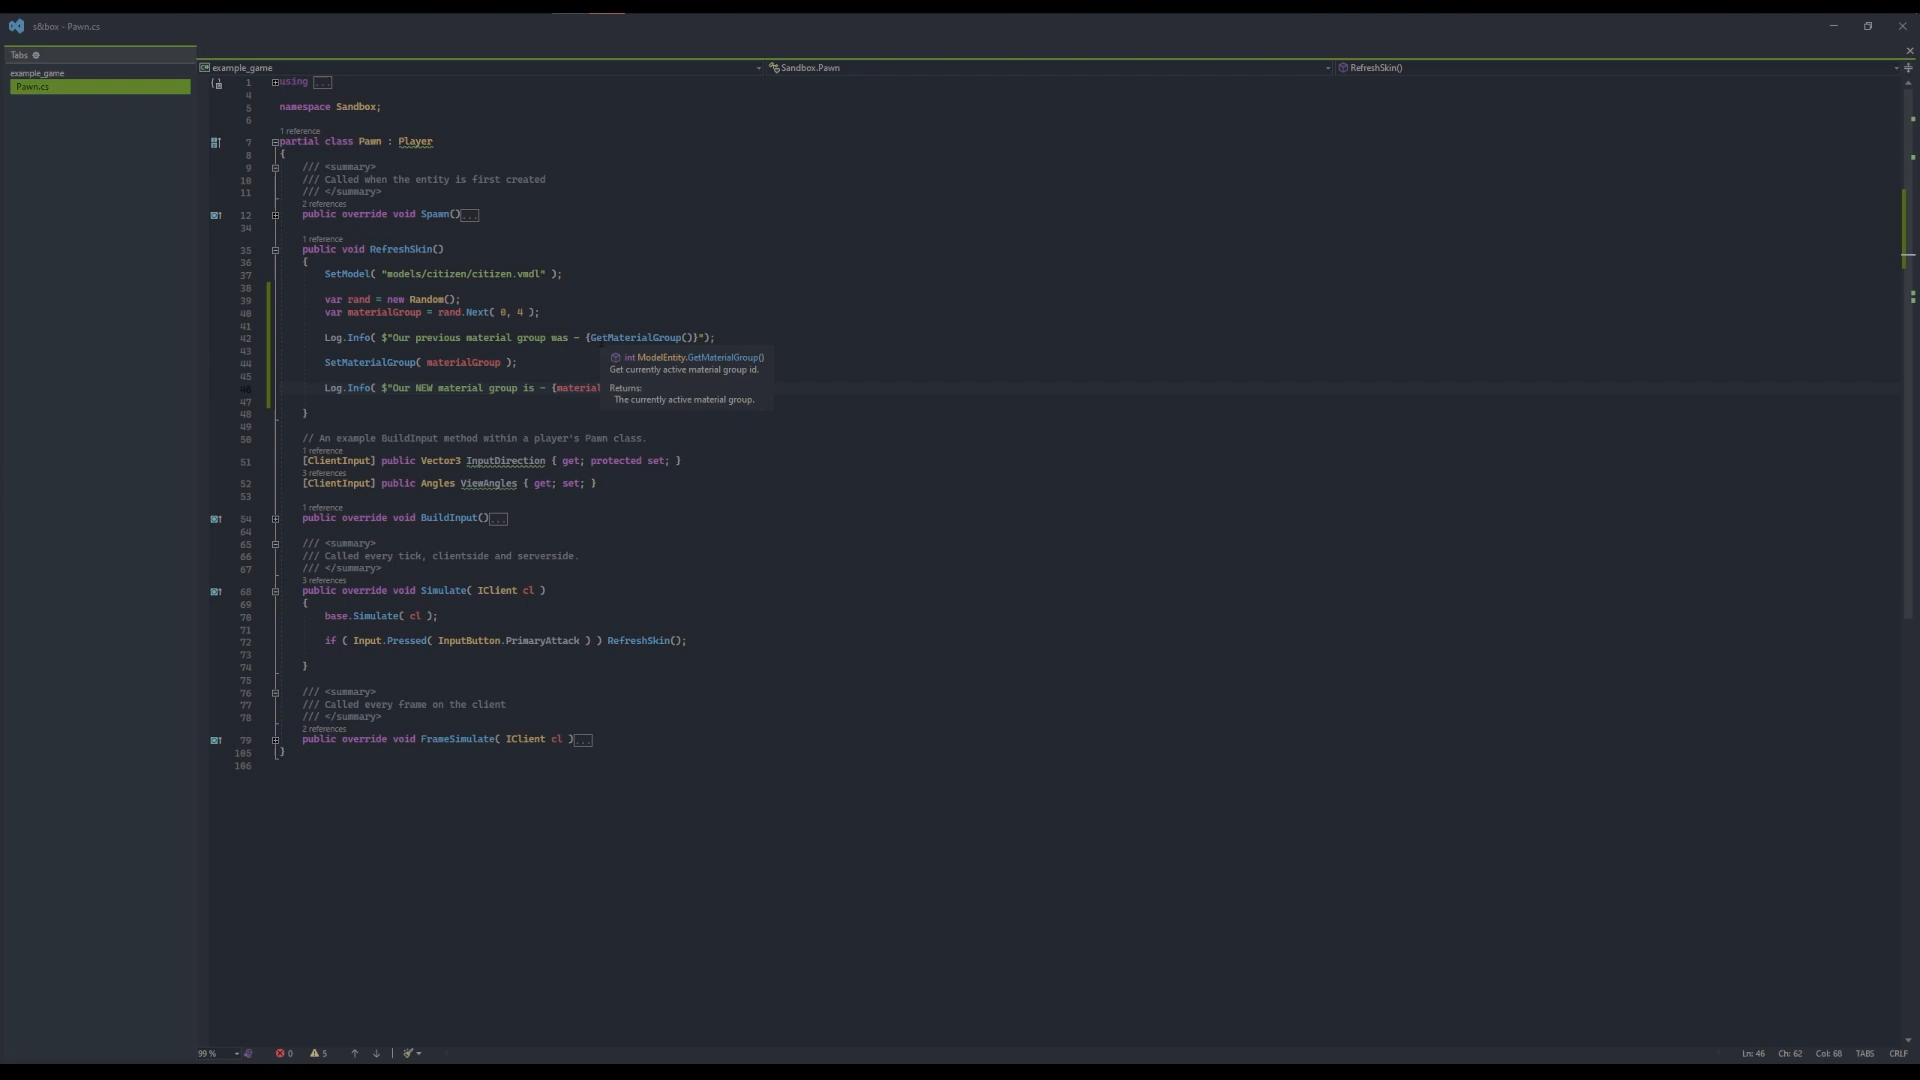 s&box - Pawn.cs
Tabs
example_game
Pawn.cs
example_game
Sandbox.Pawn
RefreshSkin()
1 using ...
4
5 namespace Sandbox;
6
1 reference
7 partial class Pawn : Player
8 {
9 /// <summary>
10 /// Called when the entity is first created
11 /// </summary>
2 references
12 public override void Spawn()...
34
1 reference
35 public void RefreshSkin()
36 {
37 SetModel( "models/citizen/citizen.vmdl" );
38
39 var rand = new Random();
40 var materialGroup = rand.Next( 0, 4 );
41
42 Log.Info( $"Our previous material group was - {GetMaterialGroup()}");
43
44 SetMaterialGroup( materialGroup );
45
46 Log.Info( $"Our NEW material group is - {material
47
48 }
int ModelEntity.GetMaterialGroup()
Get currently active material group id.
Returns:
The currently active material group.
49
50 // An example BuildInput method within a player's Pawn class.
1 reference
51 [ClientInput] public Vector3 InputDirection { get; protected set; }
3 references
52 [ClientInput] public Angles ViewAngles { get; set; }
53
1 reference
54 public override void BuildInput()...
64
65 /// <summary>
66 /// Called every tick, clientside and serverside.
67 /// </summary>
3 references
68 public override void Simulate( IClient cl )
69 {
70 base.Simulate( cl );
71
72 if ( Input.Pressed( InputButton.PrimaryAttack ) ) RefreshSkin();
73
74 }
75
76 /// <summary>
77 /// Called every frame on the client
78 /// </summary>
2 references
79 public override void FrameSimulate( IClient cl )...
105 }
106
99 %
0
5
Ln: 46
Ch: 62
Col: 68
TABS
CRLF